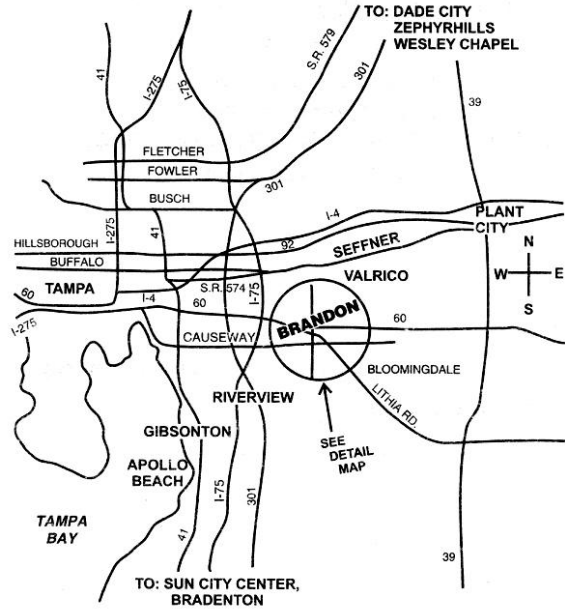 TO: DADE CITY
ZEPHYRHILLS
WESLEY CHAPEL
S.R. 579
301
41
I-275
I-75
39
FLETCHER
FOWLER
301
BUSCH
I-4
PLANT
CITY
I-275
41
92
HILLSBOROUGH
SEFFNER
BUFFALO
N
W
E
S
VALRICO
TAMPA
S.R. 574
I-75
60
I-4
60
BRANDON
60
I-275
CAUSEWAY
BLOOMINGDALE
RIVERVIEW
LITHIA RD.
GIBSONTON
SEE
DETAIL
MAP
APOLLO
BEACH
I-75
301
TAMPA
BAY
41
39
TO: SUN CITY CENTER,
BRADENTON